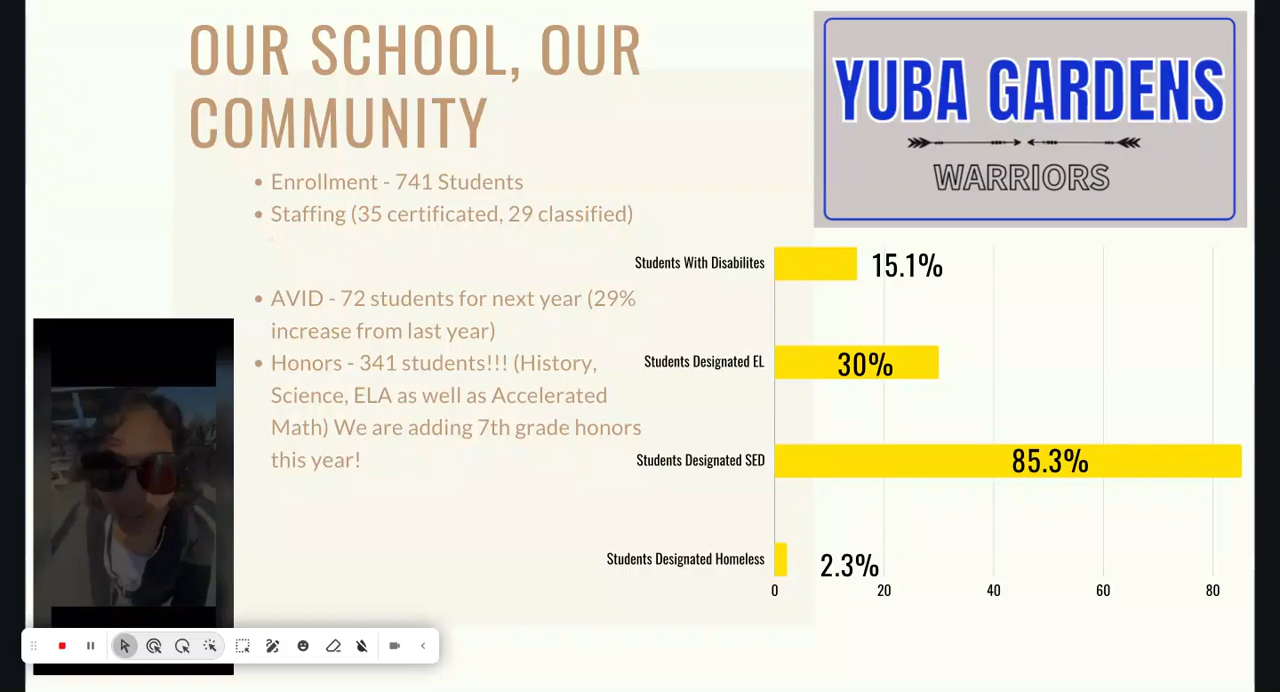 OUR SCHOOL, OUR
COMMUNITY
YUBA GARDENS
WARRIORS
• Enrollment - 741 Students
• Staffing (35 certificated, 29 classified)
• AVID - 72 students for next year (29%
increase from last year)
• Honors - 341 students!!! (History,
Science, ELA as well as Accelerated
Math) We are adding 7th grade honors
this year!
Students With Disabilites 15.1%
Students Designated EL 30%
Students Designated SED 85.3%
Students Designated Homeless 2.3%
0 20 40 60 80